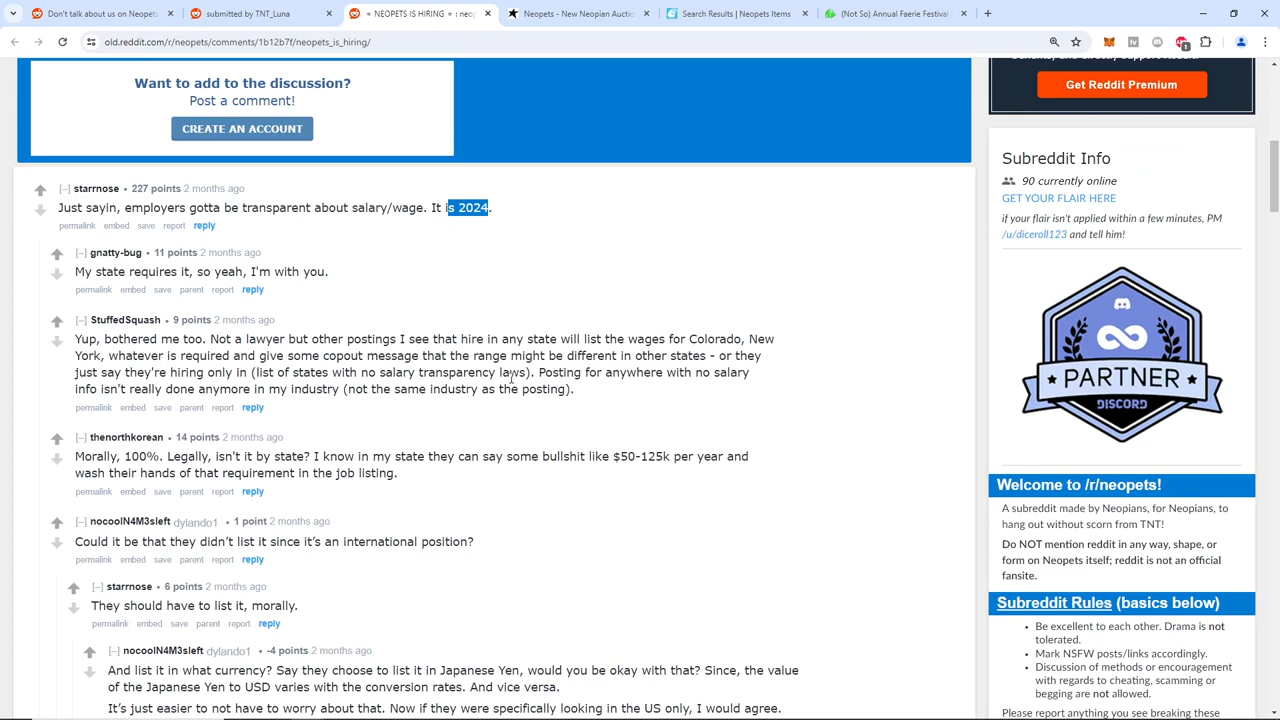 Don't talk to us on Neopets
submitted by TNT_Luna
NEOPETS IS HIRING : neop
Neopets - New Neopian Auctio
Search Results | Neopets Items
(Not So) Annual Faerie Festival
old.reddit.com/r/neopets/comments/1b12b7f/neopets_is_hiring/
Want to add to the discussion?
Post a comment!
CREATE AN ACCOUNT
[–] starrnose • 227 points 2 months ago
Just sayin, employers gotta be transparent about salary/wage. It is 2024.
permalink embed save report reply
[–] gnatty-bug • 11 points 2 months ago
My state requires it, so yeah, I'm with you.
permalink embed save parent report reply
[–] StuffedSquash • 9 points 2 months ago
Yup, bothered me too. Not a lawyer but other postings I see that hire in any state will list the wages for Colorado, New
York, whatever is required and give some copout message that the range might be different in other states - or they
just say they're hiring only in (list of states with no salary transparency laws). Posting for anywhere with no salary
info isn't really done anymore in my industry (not the same industry as the posting).
permalink embed save parent report reply
[–] thenorthkorean • 14 points 2 months ago
Morally, 100%. Legally, isn't it by state? I know in my state they can say some bullshit like $50-125k per year and
wash their hands of that requirement in the job listing.
permalink embed save parent report reply
[–] nocoolN4M3sleft dylando1 • 1 point 2 months ago
Could it be that they didn’t list it since it’s an international position?
permalink embed save parent report reply
[–] starrnose • 6 points 2 months ago
They should have to list it, morally.
permalink embed save parent report reply
[–] nocoolN4M3sleft dylando1 • -4 points 2 months ago
And list it in what currency? Say they choose to list it in Japanese Yen, would you be okay with that? Since, the value
of the Japanese Yen to USD varies with the conversion rates. And vice versa.
It’s just easier to not have to worry about that. Now if they were specifically looking in the US only, I would agree.
Get Reddit Premium
Subreddit Info
90 currently online
GET YOUR FLAIR HERE
if your flair isn't applied within a few minutes, PM
/u/diceroll123 and tell him!
PARTNER
DISCORD
Welcome to /r/neopets!
A subreddit made by Neopians, for Neopians, to
hang out without scorn from TNT!
Do NOT mention reddit in any way, shape, or
form on Neopets itself; reddit is not an official
fansite.
Subreddit Rules (basics below)
• Be excellent to each other. Drama is not
tolerated.
• Mark NSFW posts/links accordingly.
• Discussion of methods or encouragement
with regards to cheating, scamming or
begging are not allowed.
Please report anything you see breaking these